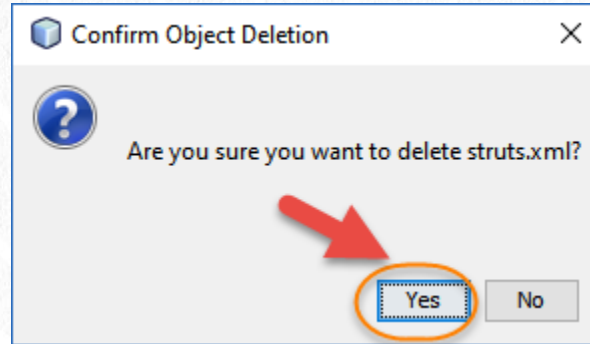 Confirm Object Deletion
Are you sure you want to delete struts.xml?
Yes No